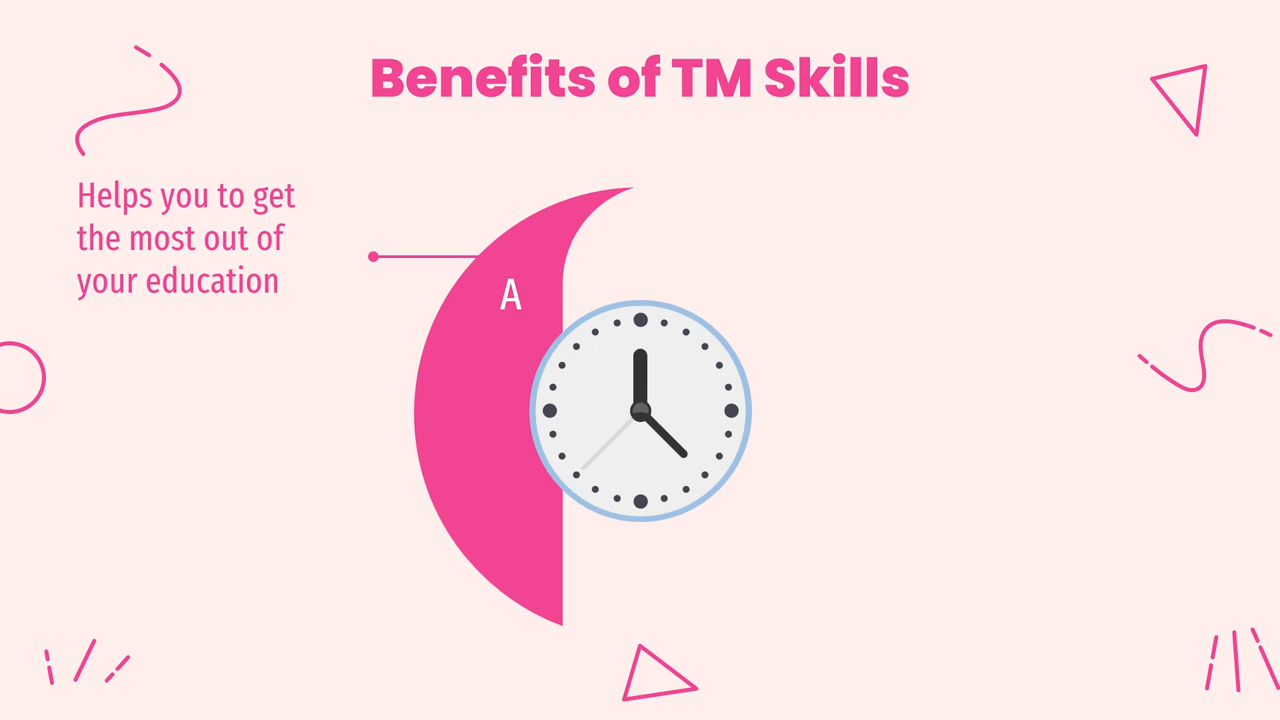 Benefits of TM Skills
Helps you to get
the most out of
your education
A